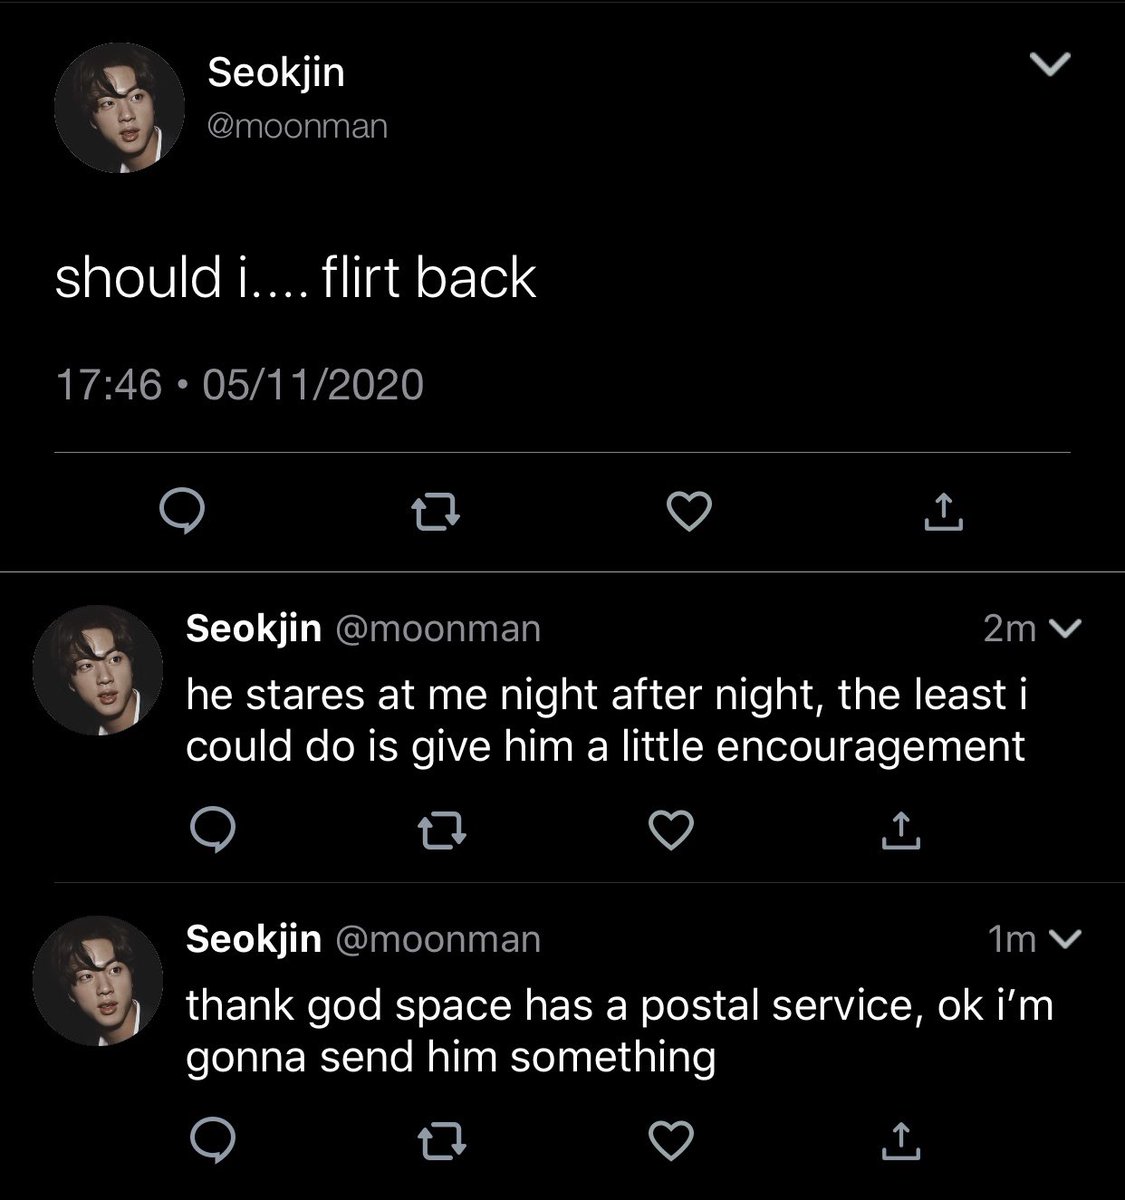 Seokjin
@moonman
should i.... flirt back
17:46 • 05/11/2020
Seokjin @moonman 2m
he stares at me night after night, the least i
could do is give him a little encouragement
Seokjin @moonman 1m
thank god space has a postal service, ok i’m
gonna send him something